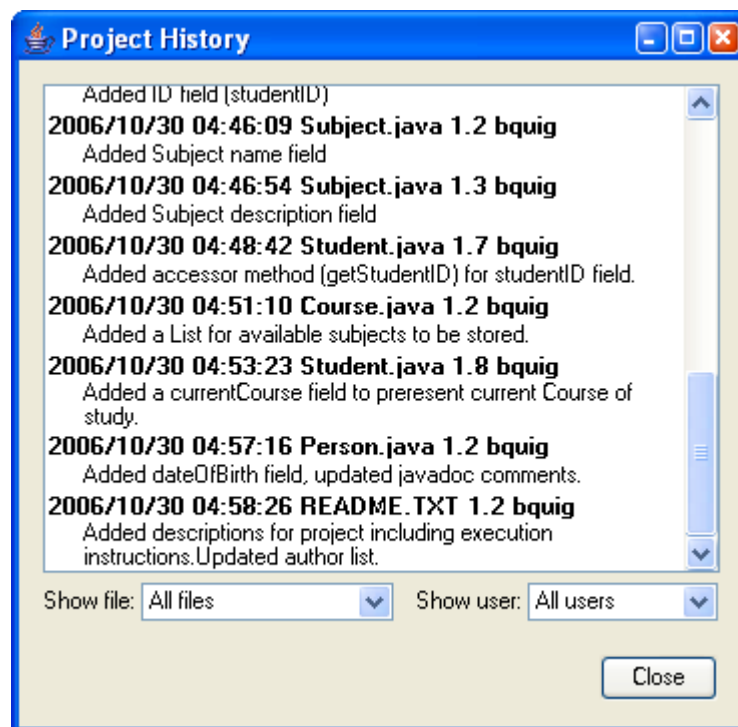 Project History
Added ID field (studentID)
2006/10/30 04:46:09 Subject.java 1.2 bquig
Added Subject name field
2006/10/30 04:46:54 Subject.java 1.3 bquig
Added Subject description field
2006/10/30 04:48:42 Student.java 1.7 bquig
Added accessor method (getStudentID) for studentID field.
2006/10/30 04:51:10 Course.java 1.2 bquig
Added a List for available subjects to be stored.
2006/10/30 04:53:23 Student.java 1.8 bquig
Added a currentCourse field to preresent current Course of
study.
2006/10/30 04:57:16 Person.java 1.2 bquig
Added dateOfBirth field, updated javadoc comments.
2006/10/30 04:58:26 README.TXT 1.2 bquig
Added descriptions for project including execution
instructions.Updated author list.
Show file: All files Show user: All users
Close